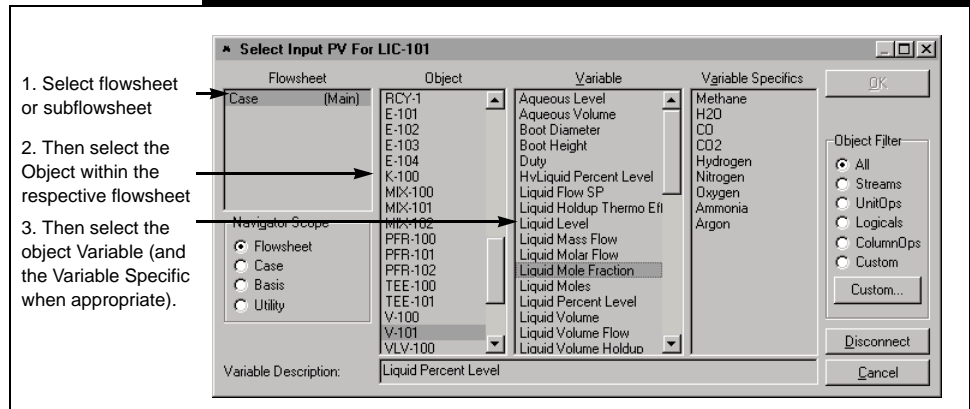 1. Select flowsheet
or subflowsheet
2. Then select the
Object within the
respective flowsheet
3. Then select the
object Variable (and
the Variable Specific
when appropriate).
Select Input PV For LIC-101
Flowsheet
Case (Main)
Navigator Scope
Flowsheet
Case
Basis
Utility
Object
RCY-1
E-101
E-102
E-103
E-104
K-100
MIX-100
MIX-101
MIX-102
PFR-100
PFR-101
PFR-102
TEE-100
TEE-101
V-100
V-101
VLV-100
Variable
Aqueous Level
Aqueous Volume
Boot Diameter
Boot Height
Duty
HvLiquid Percent Level
Liquid Flow SP
Liquid Holdup Thermo Effi
Liquid Level
Liquid Mass Flow
Liquid Molar Flow
Liquid Mole Fraction
Liquid Moles
Liquid Percent Level
Liquid Volume
Liquid Volume Flow
Liquid Volume Holdup
Variable Specifics
Methane
H2O
CO
CO2
Hydrogen
Nitrogen
Oxygen
Ammonia
Argon
OK
Object Filter
All
Streams
UnitOps
Logicals
ColumnOps
Custom
Custom...
Disconnect
Cancel
Variable Description: Liquid Percent Level